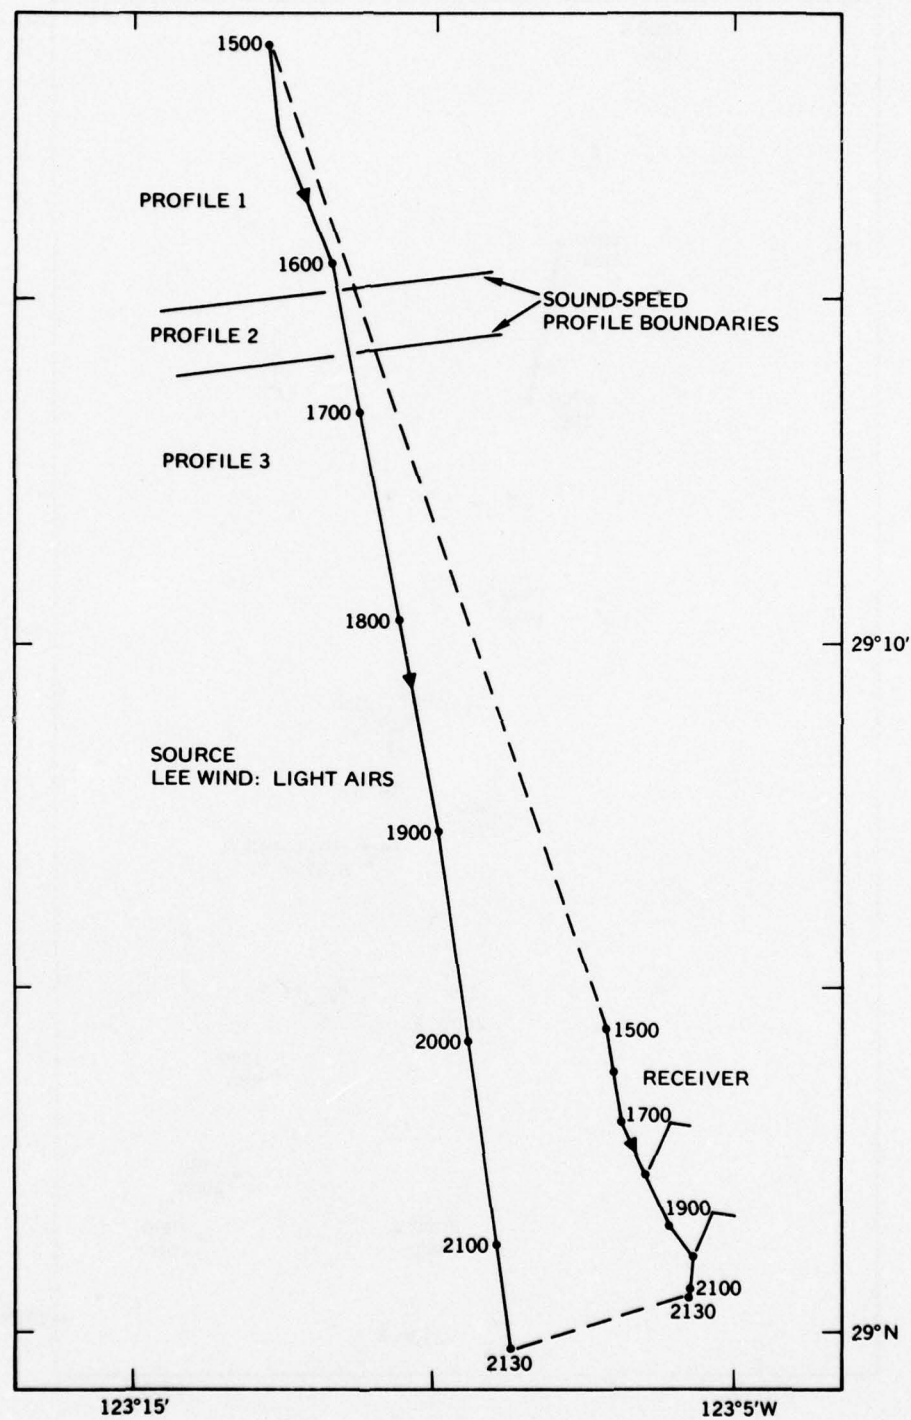 1500
PROFILE 1
1600
SOUND-SPEED
PROFILE BOUNDARIES
PROFILE 2
1700
PROFILE 3
1800
29°10'
SOURCE
LEE WIND: LIGHT AIRS
1900
1500
2000
RECEIVER
1700
1900
2100
2100
2130
29°N
2130
123°15'
123°5'W